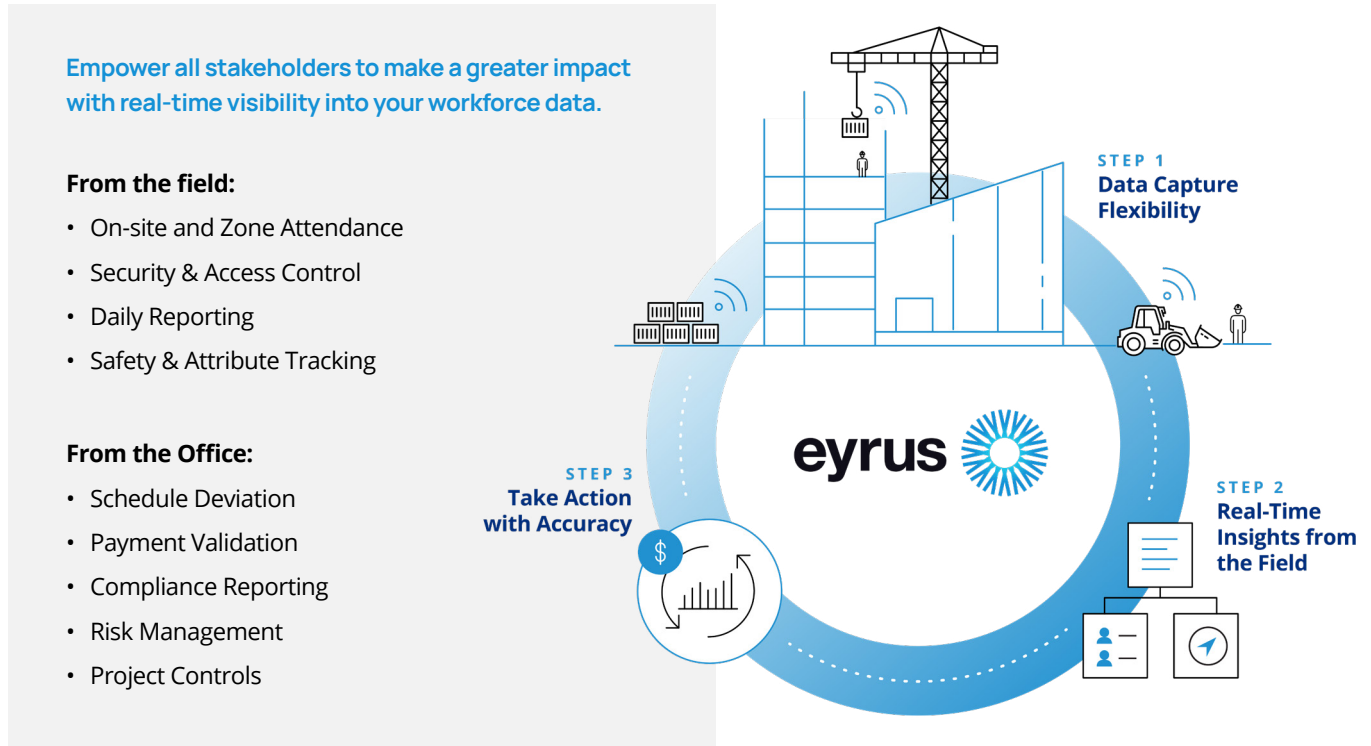 Empower all stakeholders to make a greater impact
with real-time visibility into your workforce data.
From the field:
• On-site and Zone Attendance
• Security & Access Control
• Daily Reporting
• Safety & Attribute Tracking
From the Office:
• Schedule Deviation
• Payment Validation
• Compliance Reporting
• Risk Management
• Project Controls
STEP 1
Data Capture
Flexibility
eyrus
STEP 2
Real-Time
Insights from
the Field
STEP 3
Take Action
with Accuracy
$